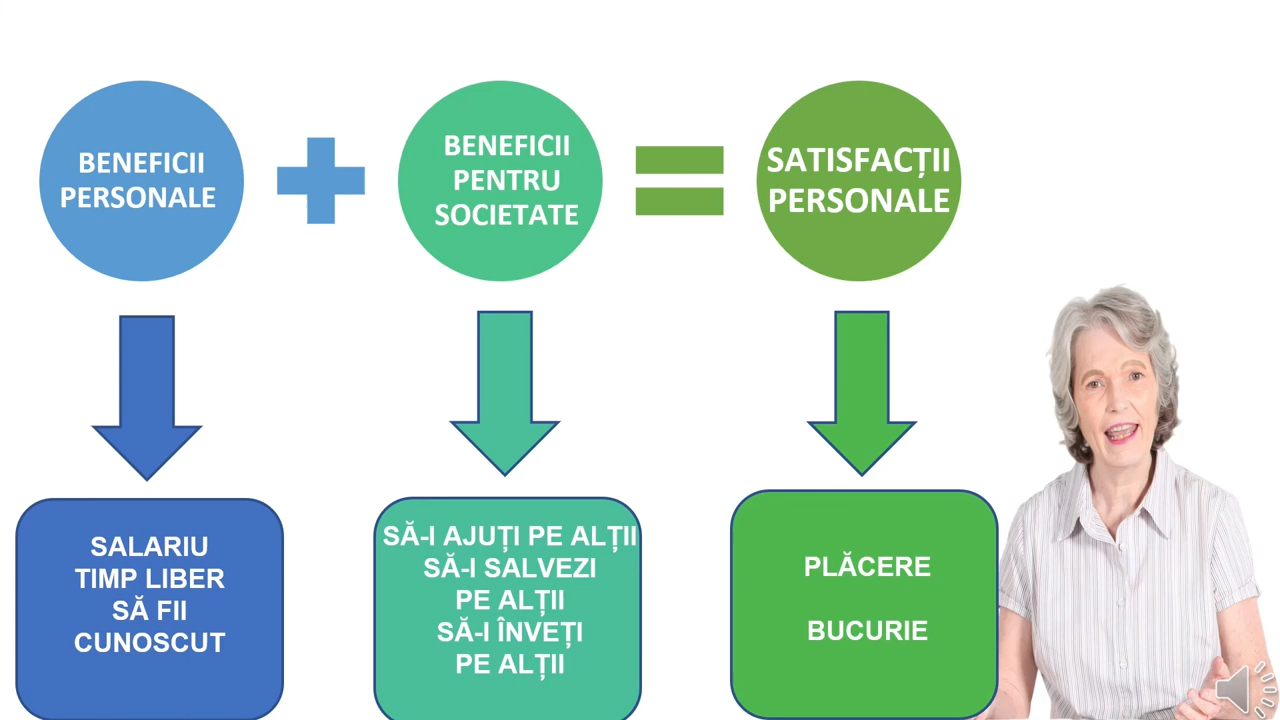 BENEFICII
PERSONALE
BENEFICII
PENTRU
SOCIETATE
SATISFACȚII
PERSONALE
SALARIU
TIMP LIBER
SĂ FII
CUNOSCUT
SĂ-I AJUȚI PE ALȚII
SĂ-I SALVEZI
PE ALȚII
SĂ-I ÎNVEȚI
PE ALȚII
PLĂCERE
BUCURIE